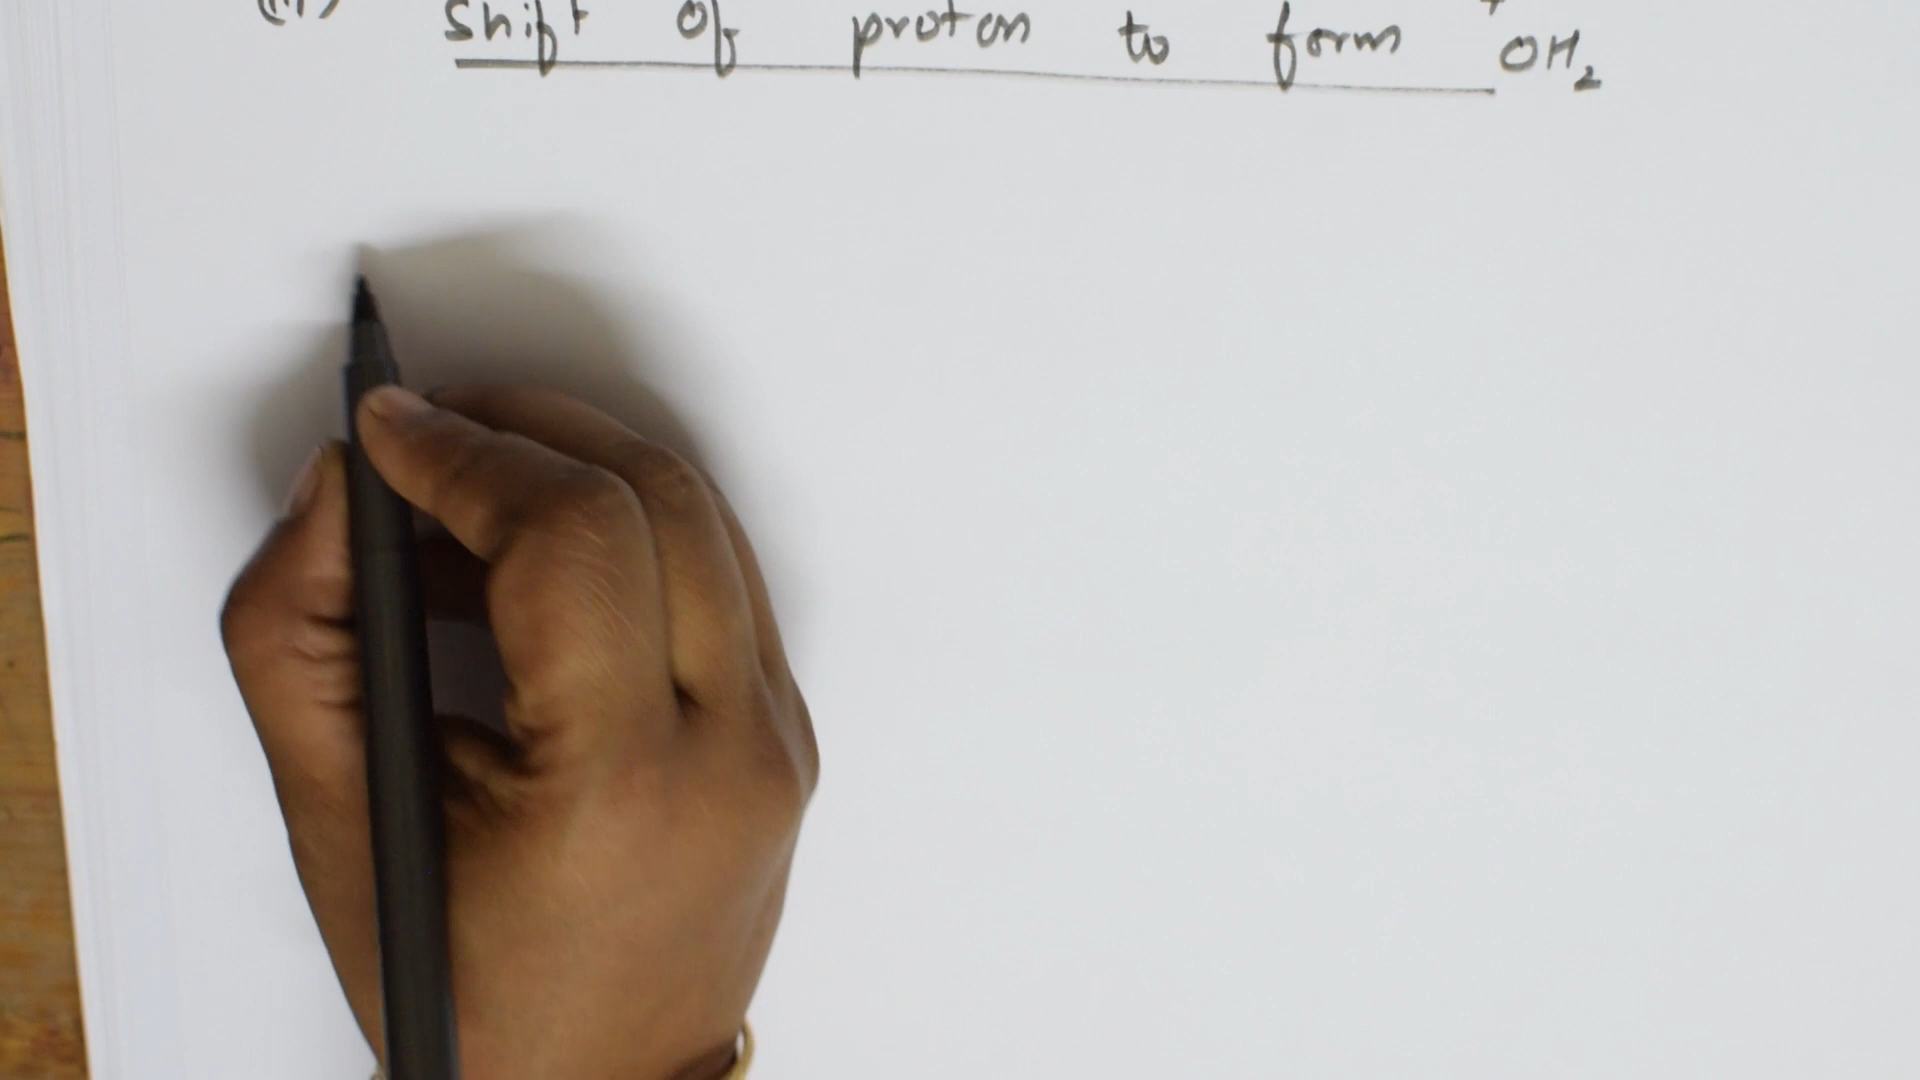 Shift of proton to form ⁺OH₂